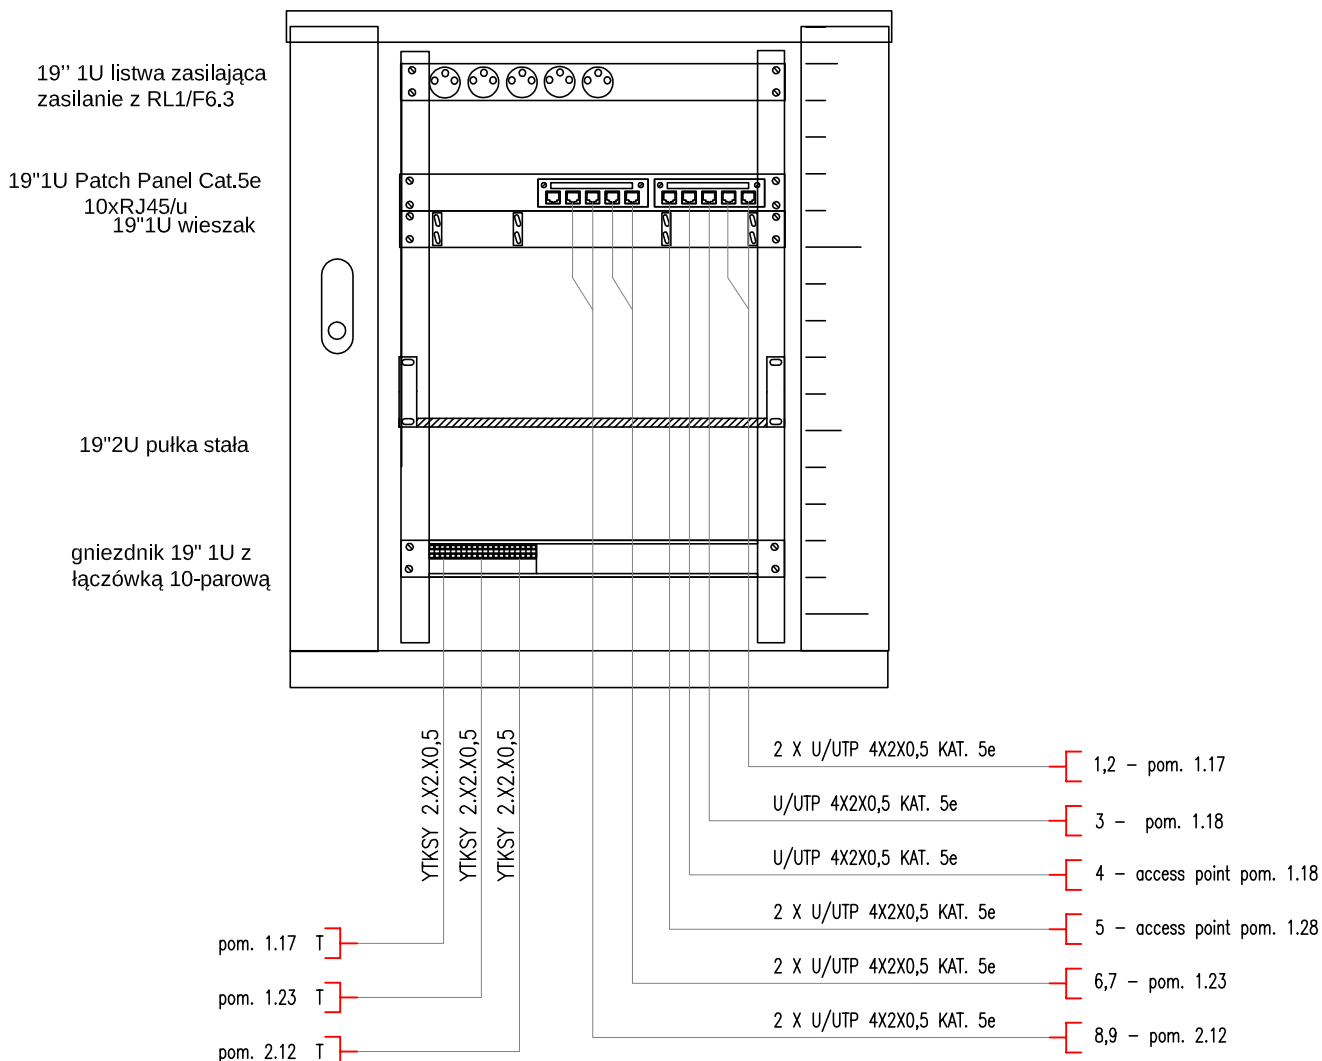 19'' 1U listwa zasilająca
zasilanie z RL1/F6.3
19"1U Patch Panel Cat.5e
10xRJ45/u
19"1U wieszak
19"2U pułka stała
gniezdnik 19" 1U z
łączówką 10-parową
YTKSY 2.X2.X0,5
YTKSY 2.X2.X0,5
YTKSY 2.X2.X0,5
pom. 1.17 T
pom. 1.23 T
pom. 2.12 T
2 X U/UTP 4X2X0,5 KAT. 5e
1,2 – pom. 1.17
U/UTP 4X2X0,5 KAT. 5e
3 – pom. 1.18
U/UTP 4X2X0,5 KAT. 5e
4 – access point pom. 1.18
2 X U/UTP 4X2X0,5 KAT. 5e
5 – access point pom. 1.28
2 X U/UTP 4X2X0,5 KAT. 5e
6,7 – pom. 1.23
2 X U/UTP 4X2X0,5 KAT. 5e
8,9 – pom. 2.12